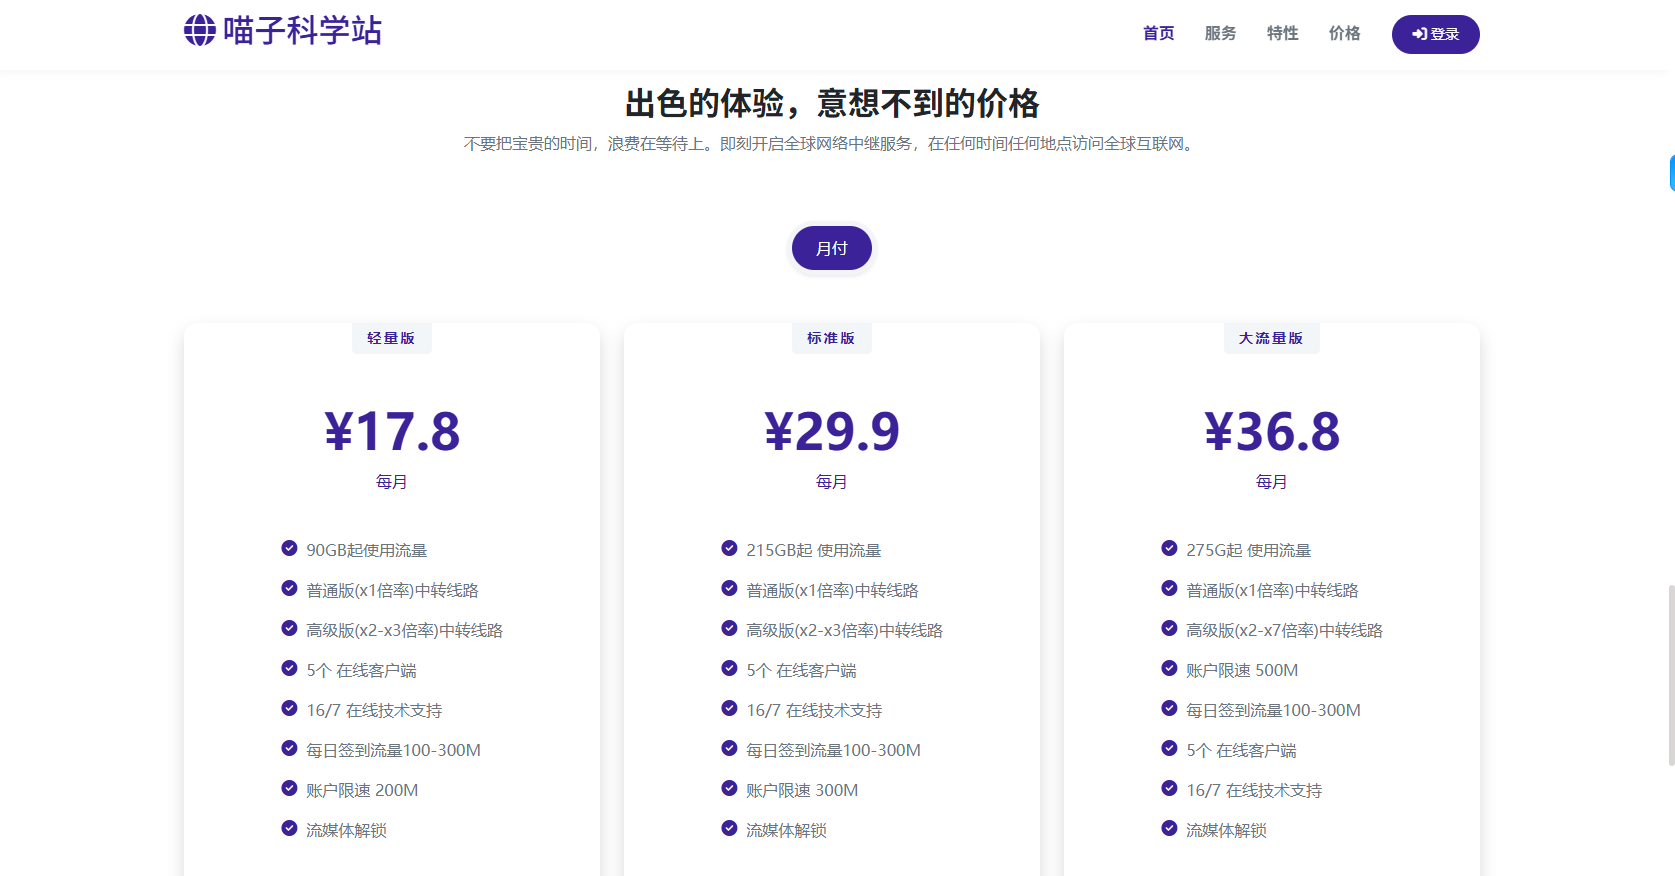 喵子科学站
首页
服务
特性
价格
登录
出色的体验，意想不到的价格
不要把宝贵的时间，浪费在等待上。即刻开启全球网络中继服务，在任何时间任何地点访问全球互联网。
月付
轻量版
¥17.8
每月
90GB起使用流量
普通版(x1倍率)中转线路
高级版(x2-x3倍率)中转线路
5个 在线客户端
16/7 在线技术支持
每日签到流量100-300M
账户限速 200M
流媒体解锁
标准版
¥29.9
每月
215GB起 使用流量
普通版(x1倍率)中转线路
高级版(x2-x3倍率)中转线路
5个 在线客户端
16/7 在线技术支持
每日签到流量100-300M
账户限速 300M
流媒体解锁
大流量版
¥36.8
每月
275G起 使用流量
普通版(x1倍率)中转线路
高级版(x2-x7倍率)中转线路
账户限速 500M
每日签到流量100-300M
5个 在线客户端
16/7 在线技术支持
流媒体解锁